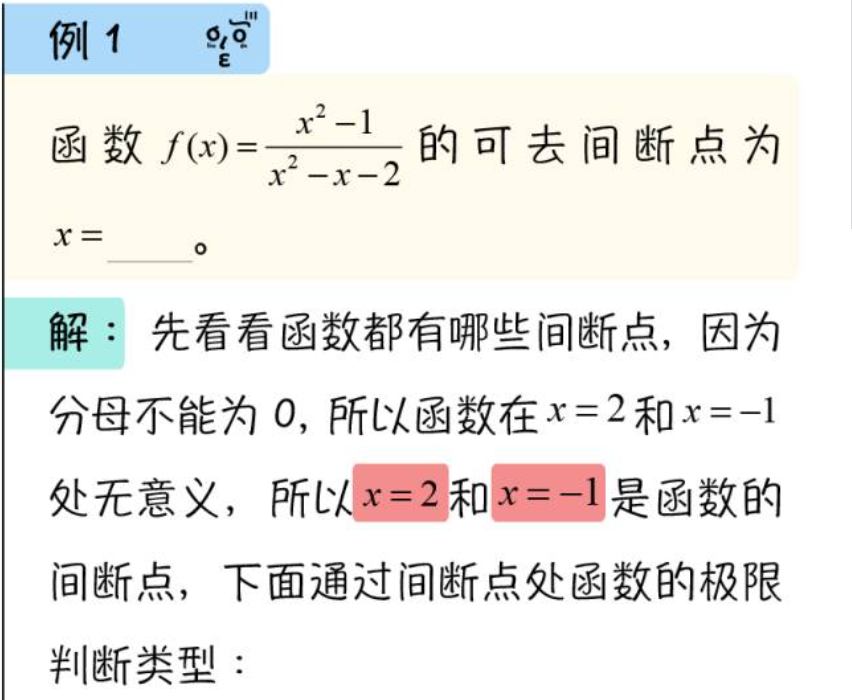 例 1
函数 f(x) = \frac{x^2-1}{x^2-x-2} 的可去间断点为
x = ____。
解： 先看看函数都有哪些间断点，因为
分母不能为 0，所以函数在 x = 2 和 x = −1
处无意义，所以 x = 2 和 x = −1 是函数的
间断点，下面通过间断点处函数的极限
判断类型：